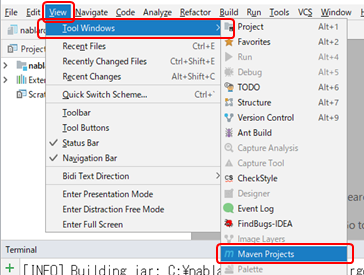 File Edit View Navigate Code Analyze Refactor Build Run Tools VCS Window
nablar
Tool Windows
Recent Files Ctrl+E
Recently Changed Files Ctrl+Shift+E
Recent Changes Alt+Shift+C
Quick Switch Scheme... Ctrl+`
Toolbar
Tool Buttons
Status Bar
Navigation Bar
Bidi Text Direction
Enter Presentation Mode
Enter Distraction Free Mode
Enter Full Screen
Project Alt+1
Favorites Alt+2
Run Alt+4
Debug Alt+5
TODO Alt+6
Structure Alt+7
Version Control Alt+9
Ant Build
Capture Analysis
Capture Tool
CheckStyle
Designer
Event Log
FindBugs-IDEA
Image Layers
Maven Projects
Palette
Proje
nabl
Exter
Scrat
Terminal
[INFO] Building jar: C:¥nabla